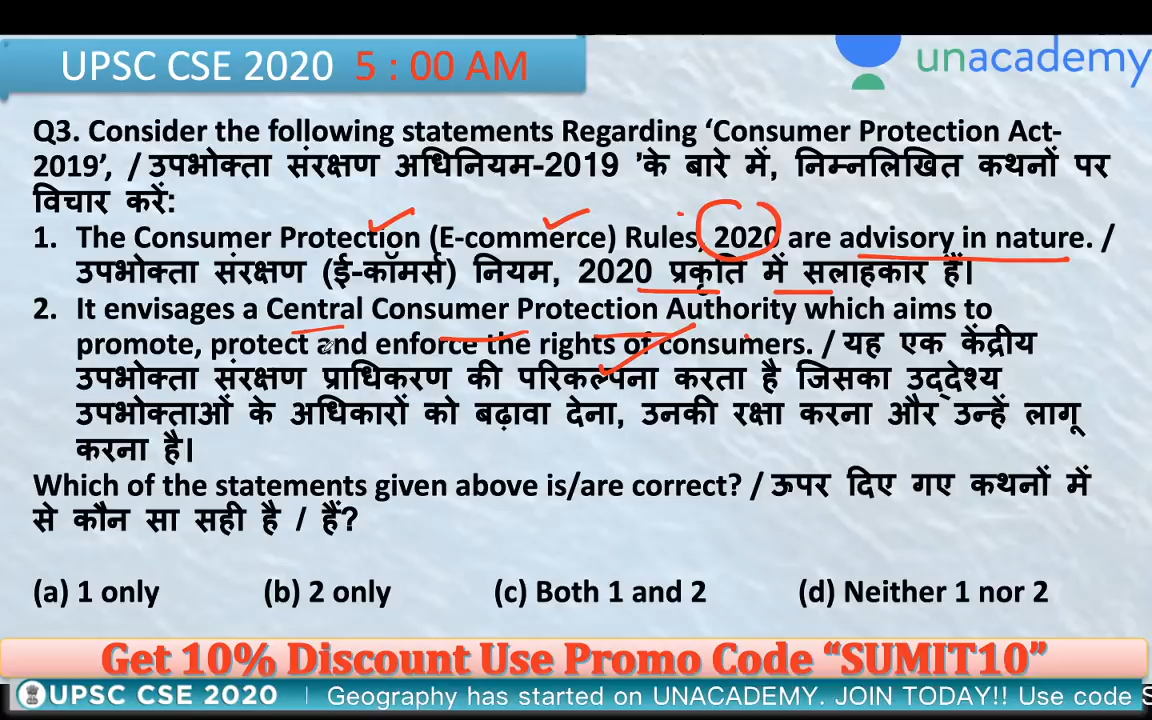 UPSC CSE 2020 5 : 00 AM
unacademy
Q3. Consider the following statements Regarding ‘Consumer Protection Act-
2019’, / उपभोक्ता संरक्षण अधिनियम-2019 ’के बारे में, निम्नलिखित कथनों पर
विचार करें:
1. The Consumer Protection (E-commerce) Rules, 2020 are advisory in nature. /
उपभोक्ता संरक्षण (ई-कॉमर्स) नियम, 2020 प्रकृति में सलाहकार हैं।
2. It envisages a Central Consumer Protection Authority which aims to
promote, protect and enforce the rights of consumers. / यह एक केंद्रीय
उपभोक्ता संरक्षण प्राधिकरण की परिकल्पना करता है जिसका उद्देश्य
उपभोक्ताओं के अधिकारों को बढ़ावा देना, उनकी रक्षा करना और उन्हें लागू
करना है।
Which of the statements given above is/are correct? / ऊपर दिए गए कथनों में
से कौन सा सही है / हैं?
(a) 1 only (b) 2 only (c) Both 1 and 2 (d) Neither 1 nor 2
Get 10% Discount Use Promo Code “SUMIT10”
UPSC CSE 2020 | Geography has started on UNACADEMY. JOIN TODAY!! Use code S